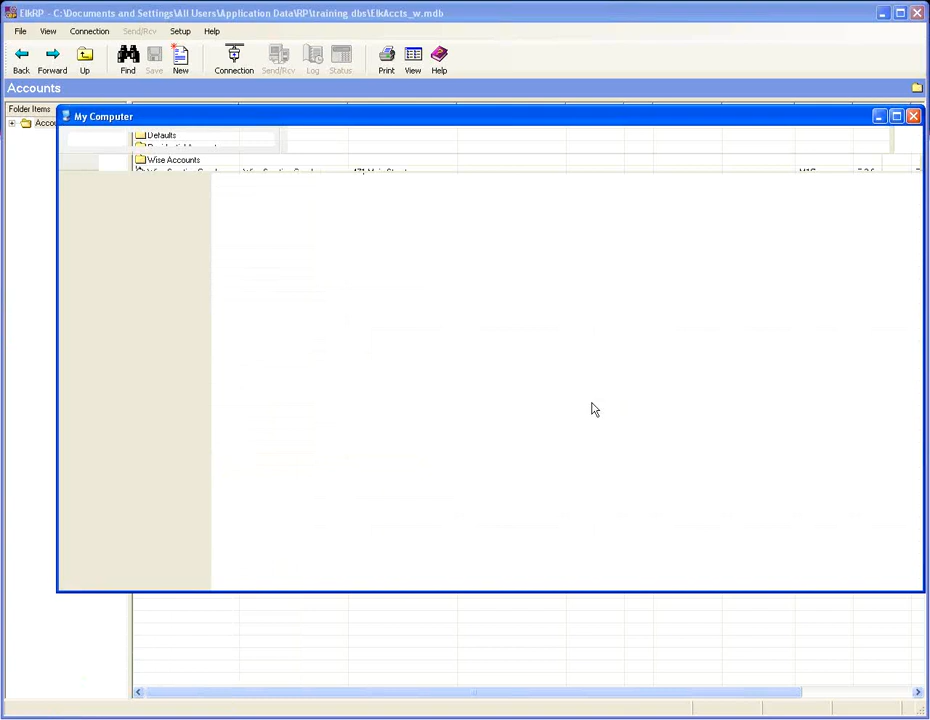 ElkRP - C:\Documents and Settings\All Users\Application Data\RP\training dbs\ElkAccts_w.mdb
File View Connection Send/Rcv Setup Help
Back Forward Up Find Save New Connection Send/Rcv Log Status Print View Help
Accounts
Folder Items
Accou
My Computer
Defaults
Wise Accounts